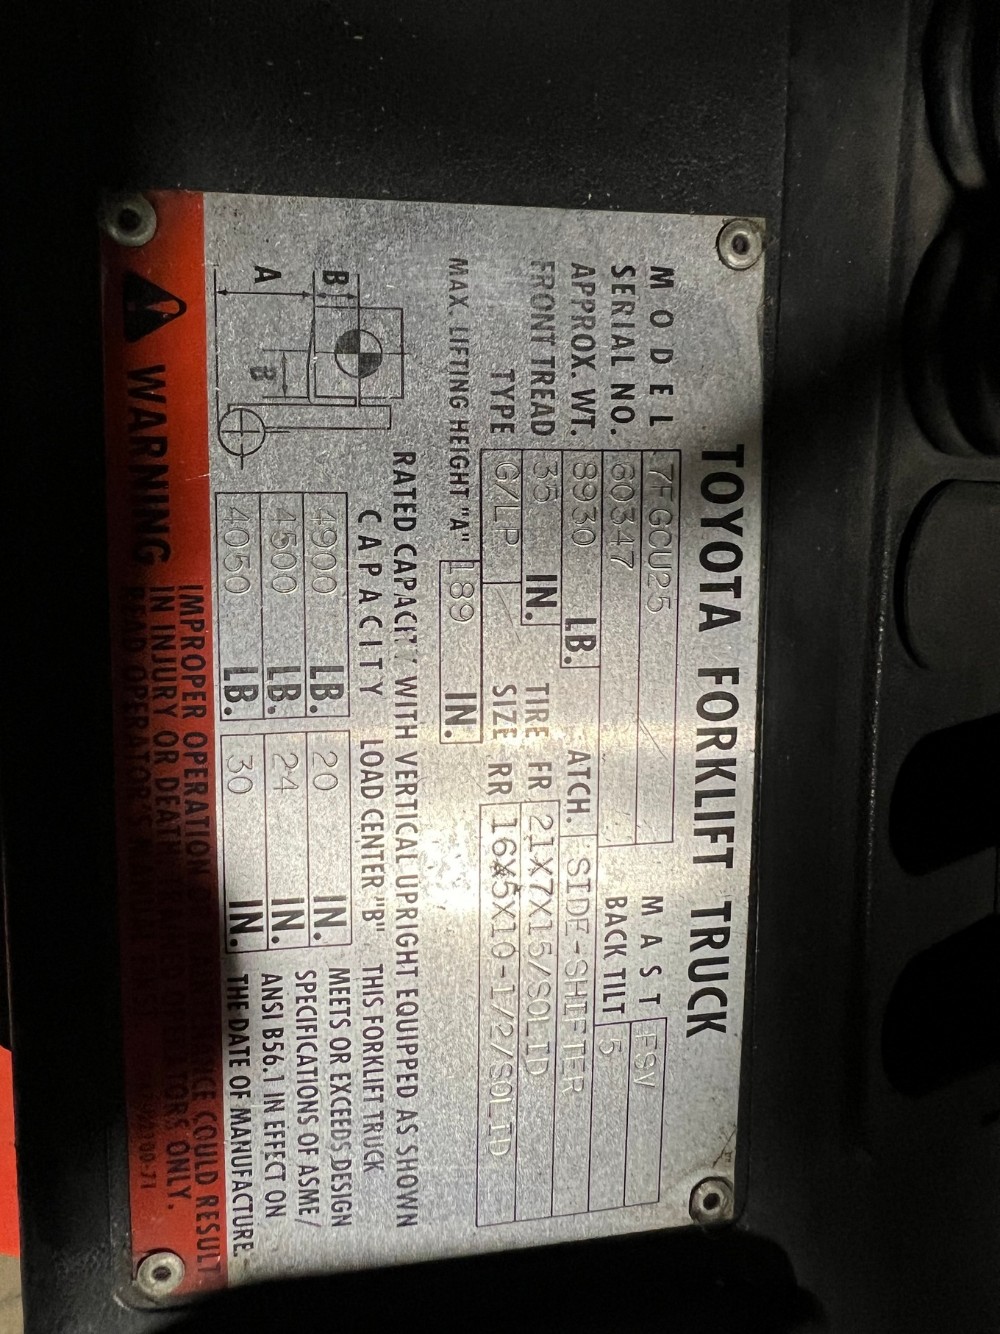 TOYOTA FORKLIFT TRUCK
MODEL 7FGCU25 MAST FSV
SERIAL NO. 60347 BACK TILT 5
APPROX. WT. 8930 LB. ATCH. SIDE-SHIFTER
FRONT TREAD 35 IN. TIRE FR 21X7X15/SOLID
TYPE G/LP SIZE RR 16X5X10-1/2/SOLID
MAX. LIFTING HEIGHT "A" 189 IN.
RATED CAPACITY WITH VERTICAL UPRIGHT EQUIPPED AS SHOWN
CAPACITY LOAD CENTER "B" THIS FORKLIFT TRUCK
4900 LB. 20 IN. MEETS OR EXCEEDS DESIGN
4500 LB. 24 IN. SPECIFICATIONS OF ASME/
4050 LB. 30 IN. ANSI B56.1 IN EFFECT ON
THE DATE OF MANUFACTURE.
B
A
B
WARNING
IMPROPER OPERATION COULD RESULT
IN INJURY OR DEATH ONLY.
READ OPERATOR'S